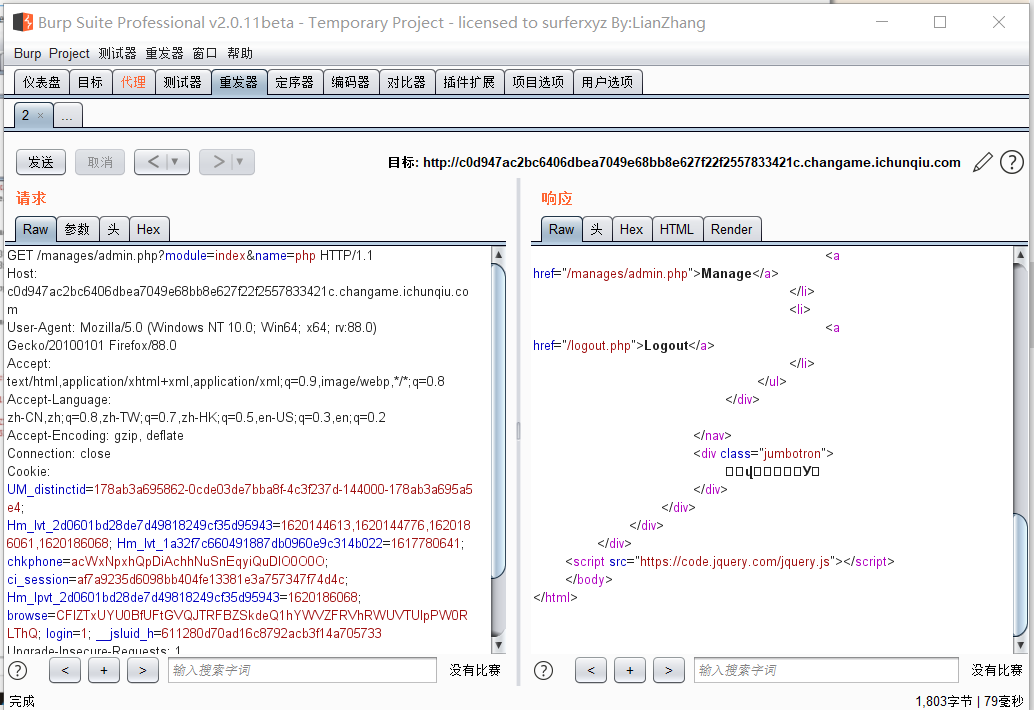 Burp Suite Professional v2.0.11beta - Temporary Project - licensed to surferxyz By:LianZhang
Burp Project 测试器 重发器 窗口 帮助
仪表盘 目标 代理 测试器 重发器 定序器 编码器 对比器 插件扩展 项目选项 用户选项
2 × ...
发送 取消 < ▼ > ▼ 目标: http://c0d947ac2bc6406dbea7049e68bb8e627f22f2557833421c.changame.ichunqiu.com ?
请求
Raw 参数 头 Hex
GET /manages/admin.php?module=index&name=php HTTP/1.1
Host:
c0d947ac2bc6406dbea7049e68bb8e627f22f2557833421c.changame.ichunqiu.co
m
User-Agent: Mozilla/5.0 (Windows NT 10.0; Win64; x64; rv:88.0)
Gecko/20100101 Firefox/88.0
Accept:
text/html,application/xhtml+xml,application/xml;q=0.9,image/webp,*/*;q=0.8
Accept-Language:
zh-CN,zh;q=0.8,zh-TW;q=0.7,zh-HK;q=0.5,en-US;q=0.3,en;q=0.2
Accept-Encoding: gzip, deflate
Connection: close
Cookie:
UM_distinctid=178ab3a695862-0cde03de7bba8f-4c3f237d-144000-178ab3a695a5
e4;
Hm_lvt_2d0601bd28de7d49818249cf35d95943=1620144613,1620144776,162018
6061,1620186068; Hm_lvt_1a32f7c660491887db0960e9c314b022=1617780641;
chkphone=acWxNpxhQpDiAchhNuSnEqyiQuDIO0O0O;
ci_session=af7a9235d6098bb404fe13381e3a757347f74d4c;
Hm_lpvt_2d0601bd28de7d49818249cf35d95943=1620186068;
browse=CFlZTxUYU0BfUFtGVQJTRFBZSkdeQ1hYWVZFRVhRWUVTUlpPW0R
LThQ; login=1; __jsluid_h=611280d70ad16c8792acb3f14a705733
Upgrade-Insecure-Requests: 1
? < + > 输入搜索字词 没有比赛
响应
Raw 头 Hex HTML Render
<a
href="/manages/admin.php">Manage</a>
</li>
<li>
<a
href="/logout.php">Logout</a>
</li>
</ul>
</div>
</nav>
<div class="jumbotron">
</div>
</div>
</div>
</div>
<script src="https://code.jquery.com/jquery.js"></script>
</body>
</html>
? < + > 输入搜索字词 没有比赛
完成 1,803字节 | 79毫秒